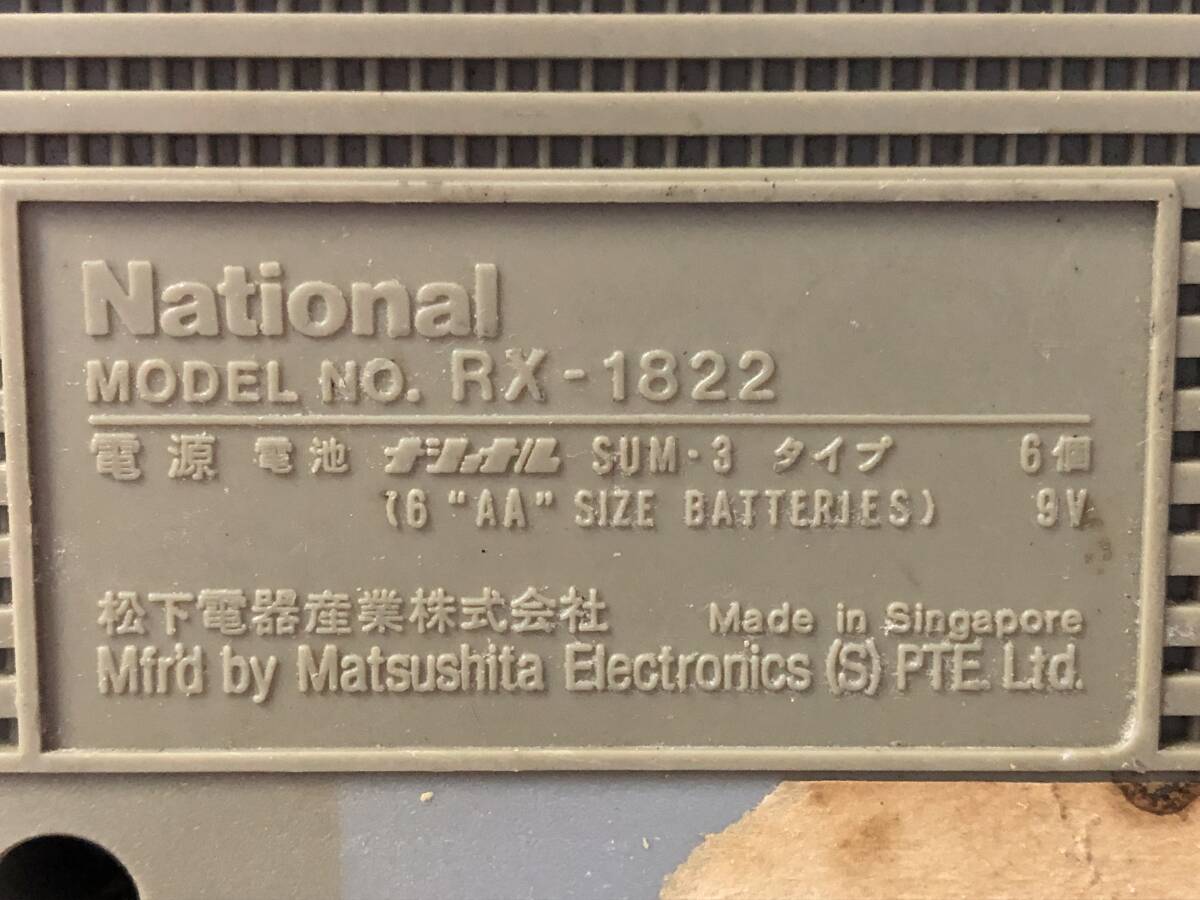 National
MODEL NO. RX-1822
電源 電池 ナショナル SUM-3 タイプ 6個
(6 "AA" SIZE BATTERIES) 9V
松下電器産業株式会社 Made in Singapore
Mfr'd by Matsushita Electronics (S) PTE. Ltd.